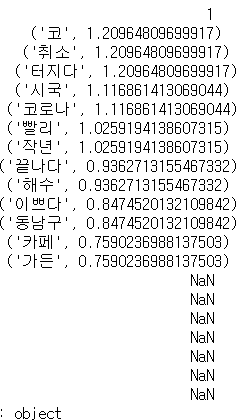 1
('코', 1.20964809699917)
('취소', 1.20964809699917)
('터지다', 1.20964809699917)
('시국', 1.116861413069044)
('코로나', 1.116861413069044)
('빨리', 1.0259194138607315)
('작년', 1.0259194138607315)
('끝나다', 0.9362713155467332)
('해수', 0.9362713155467332)
('이쁘다', 0.8474520132109842)
('동남구', 0.8474520132109842)
('카페', 0.7590236988137503)
('가든', 0.7590236988137503)
NaN
NaN
NaN
NaN
NaN
NaN
: object